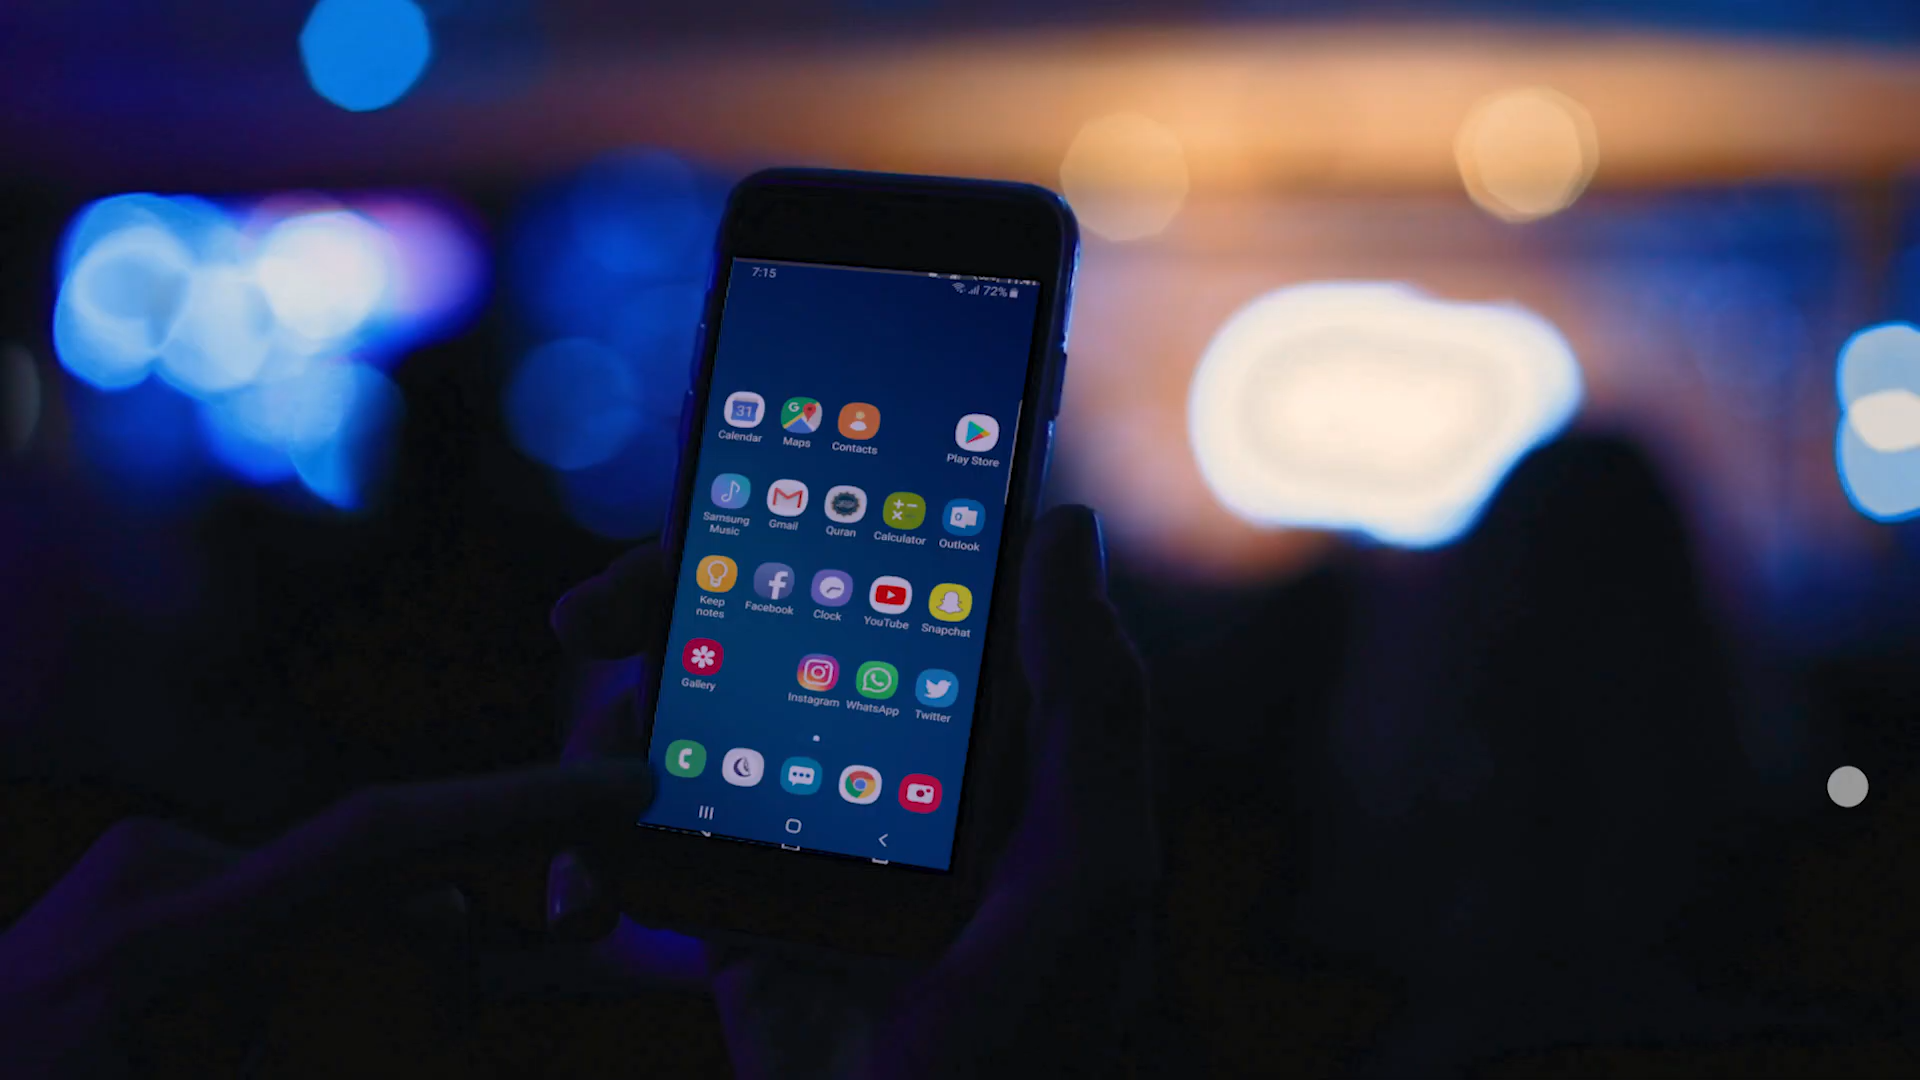 7:15
72%
31
Calendar
Maps
Contacts
Play Store
Samsung
Music
Gmail
Quran
Calculator
Outlook
Keep
notes
Facebook
Clock
YouTube
Snapchat
Gallery
Instagram
WhatsApp
Twitter